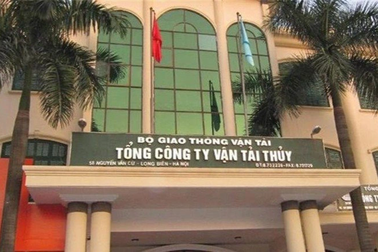 BỘ GIAO THÔNG VẬN TẢI
TỔNG CÔNG TY VẬN TẢI THỦY
NGUYỄN VĂN CỪ - LONG BIÊN - HÀ NỘI